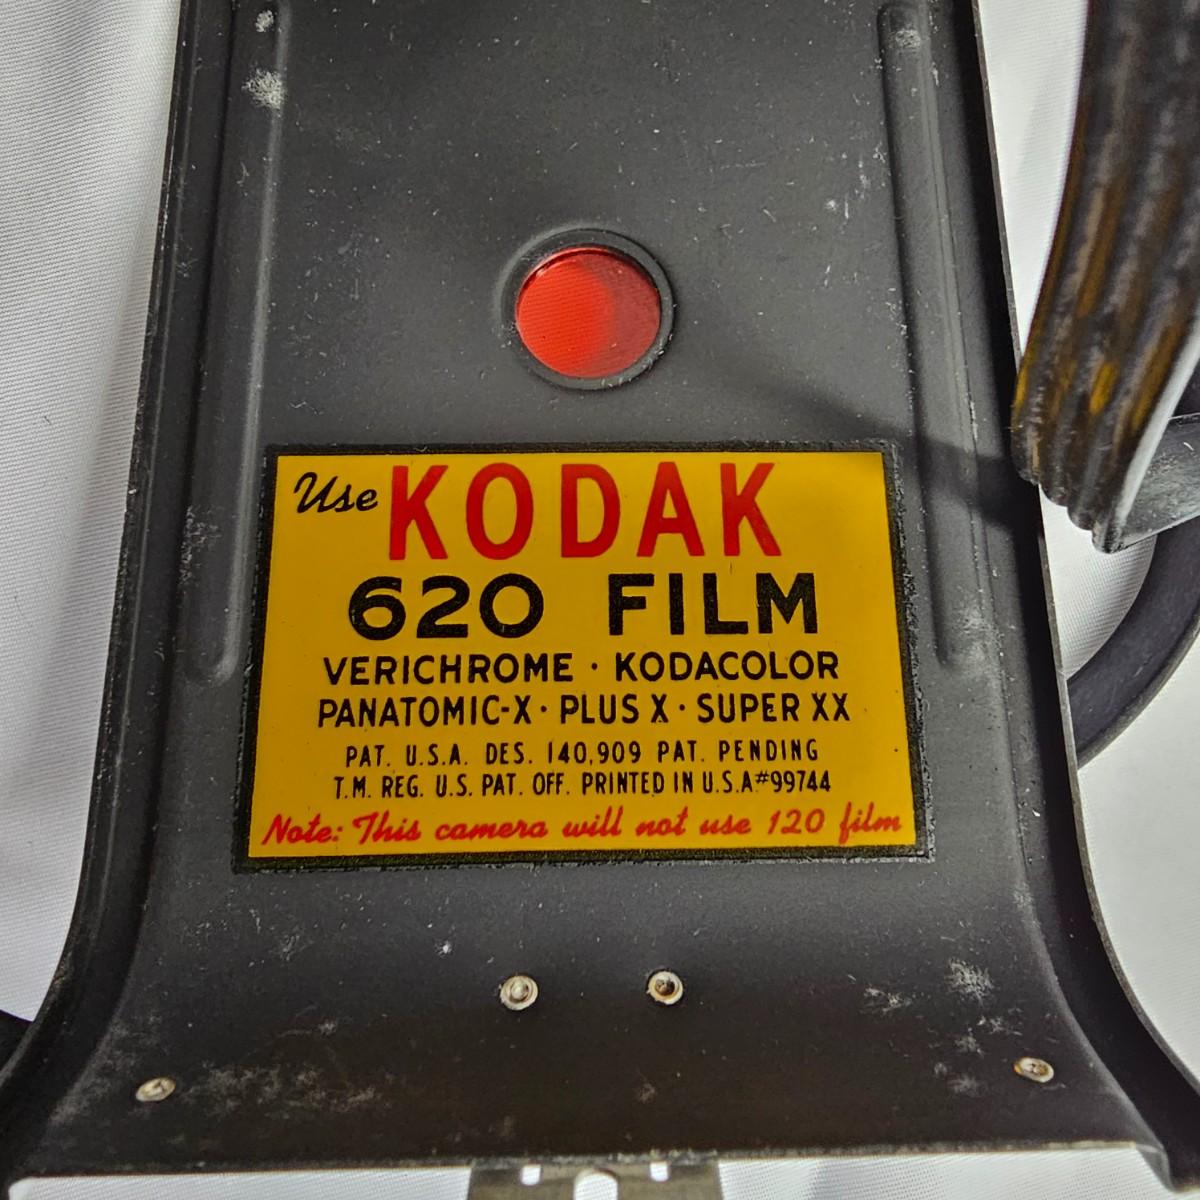 Use KODAK
620 FILM
VERICHROME · KODACOLOR
PANATOMIC-X · PLUS X · SUPER XX
PAT. U.S.A. DES. 140,909 PAT. PENDING
T.M. REG. U.S. PAT. OFF. PRINTED IN U.S.A#99744
Note: This camera will not use 120 film